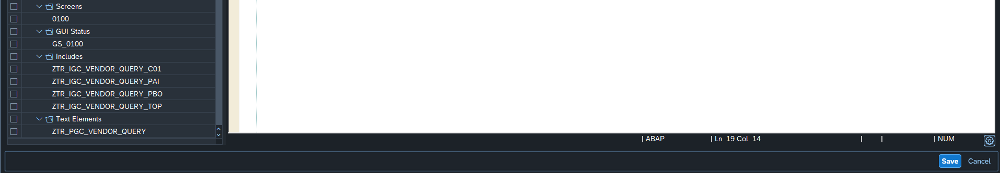 Screens
0100
GUI Status
GS_0100
Includes
ZTR_IGC_VENDOR_QUERY_C01
ZTR_IGC_VENDOR_QUERY_PAI
ZTR_IGC_VENDOR_QUERY_PBO
ZTR_IGC_VENDOR_QUERY_TOP
Text Elements
ZTR_PGC_VENDOR_QUERY
| ABAP | Ln 19 Col 14 | | | NUM
Save Cancel